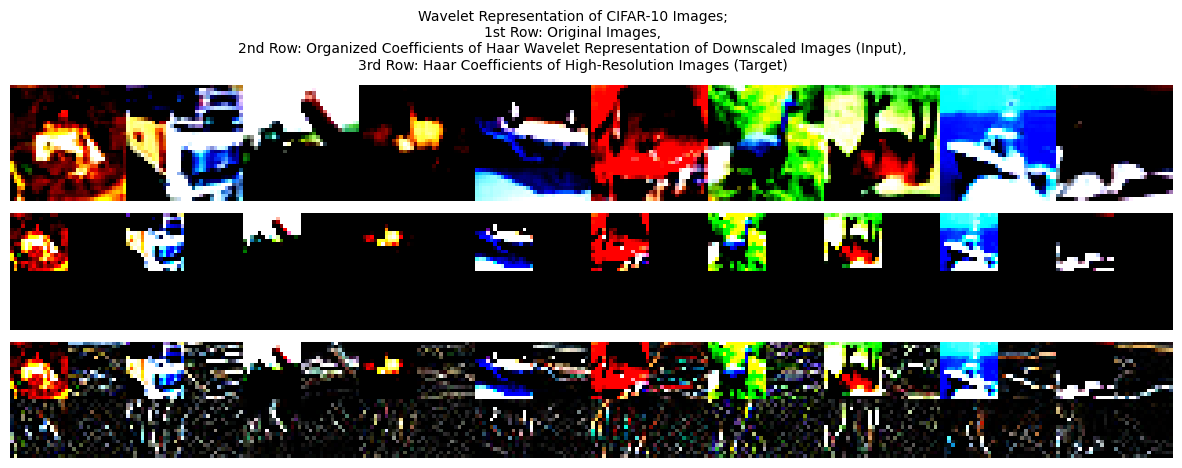 Wavelet Representation of CIFAR-10 Images;
1st Row: Original Images,
2nd Row: Organized Coefficients of Haar Wavelet Representation of Downscaled Images (Input),
3rd Row: Haar Coefficients of High-Resolution Images (Target)